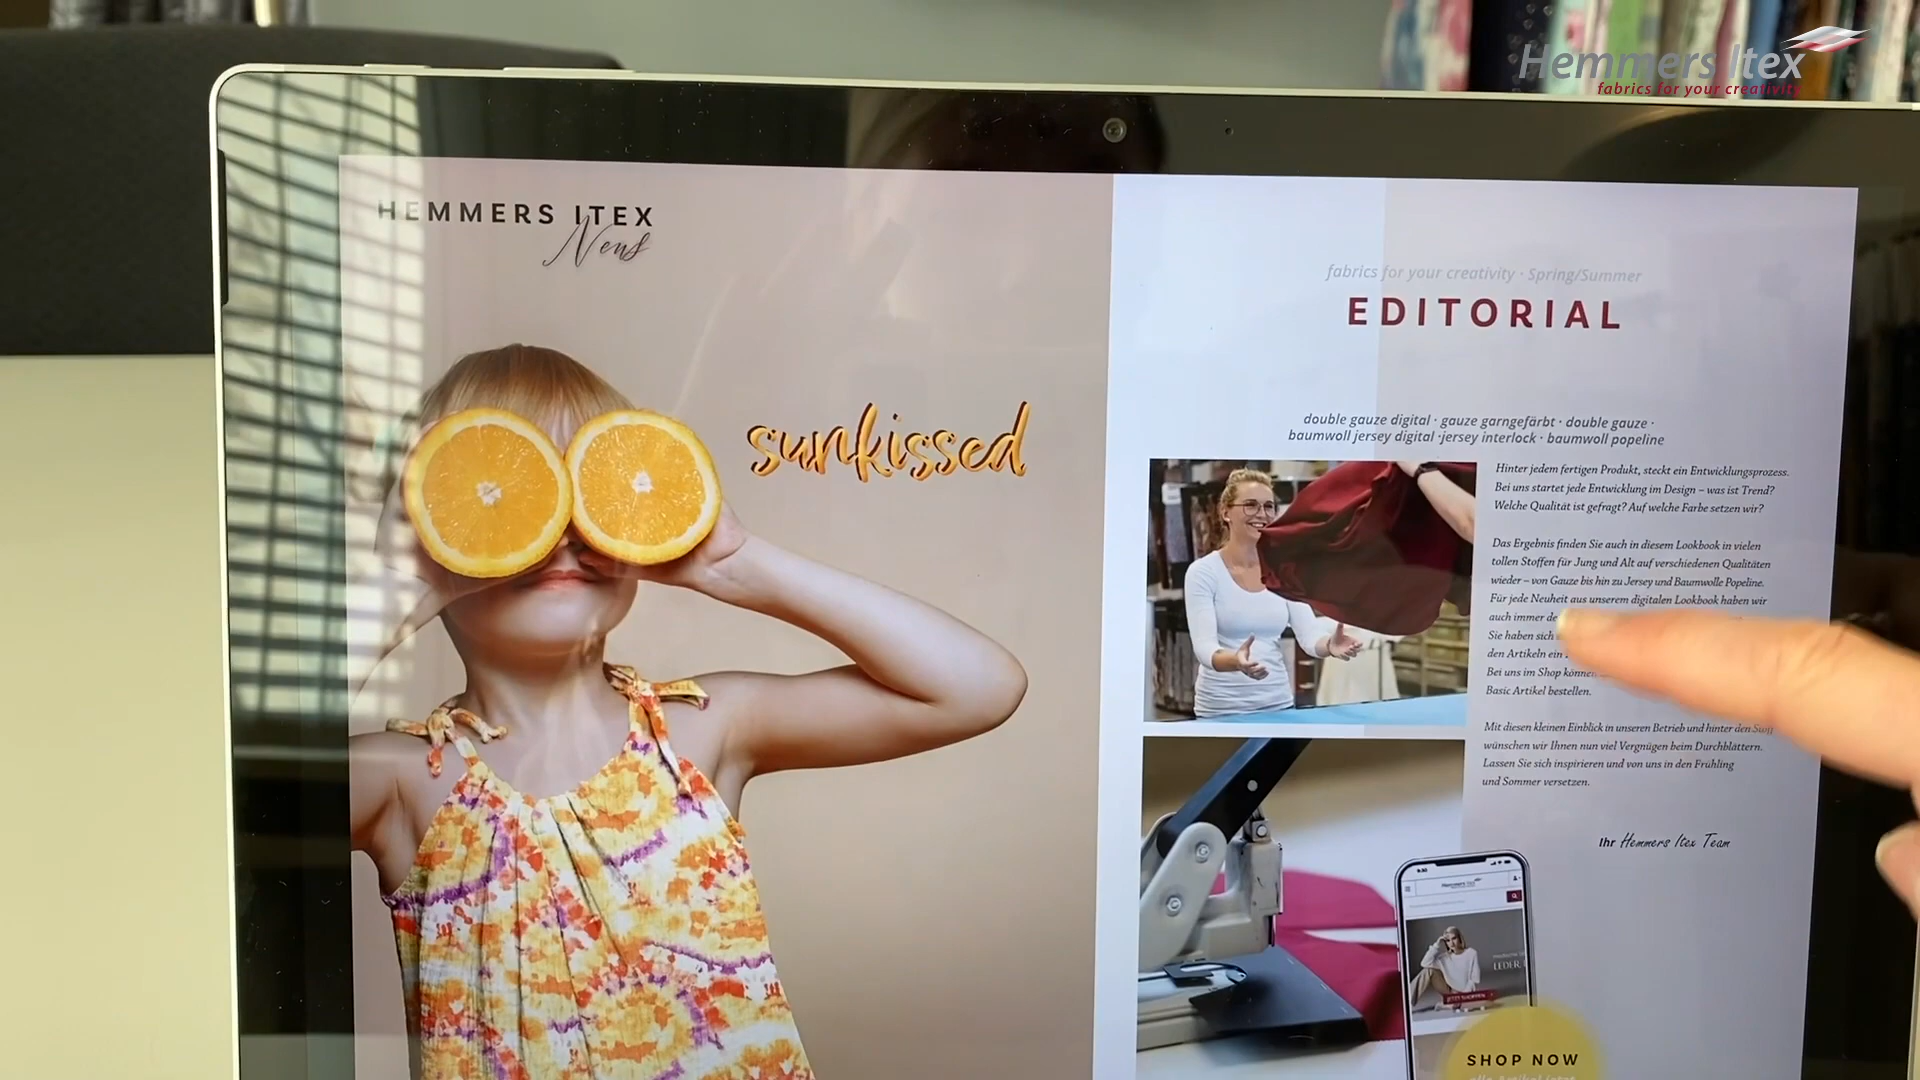 Hemmers Itex
fabrics for your creativity
HEMMERS ITEX
News
sunkissed
fabrics for your creativity · Spring/Summer
EDITORIAL
double gauze digital · gauze garngefärbt · double gauze ·
baumwoll jersey digital ·jersey interlock · baumwoll popeline
Hinter jedem fertigen Produkt, steckt ein Entwicklungsprozess.
Bei uns startet jede Entwicklung im Design – was ist Trend?
Welche Qualität ist gefragt? Auf welche Farbe setzen wir?
Das Ergebnis finden Sie auch in diesem Lookbook in vielen
tollen Stoffen für Jung und Alt auf verschiedenen Qualitäten
wieder – von Gauze bis hin zu Jersey und Baumwolle Popeline.
Für jede Neuheit aus unserem digitalen Lookbook haben wir
auch immer
Sie haben sich
den Artikeln ein
Bei uns im Shop
Basic Artikel bestellen.
Mit diesen kleinen Einblick in unseren Betrieb und hinter den
wünschen wir Ihnen nun viel Vergnügen beim Durchblättern.
Lassen Sie sich inspirieren und von uns in den Frühling
und Sommer versetzen.
Ihr Hemmers Itex Team
Hemmers Itex
LEDER
JETZT SHOPPEN
SHOP NOW